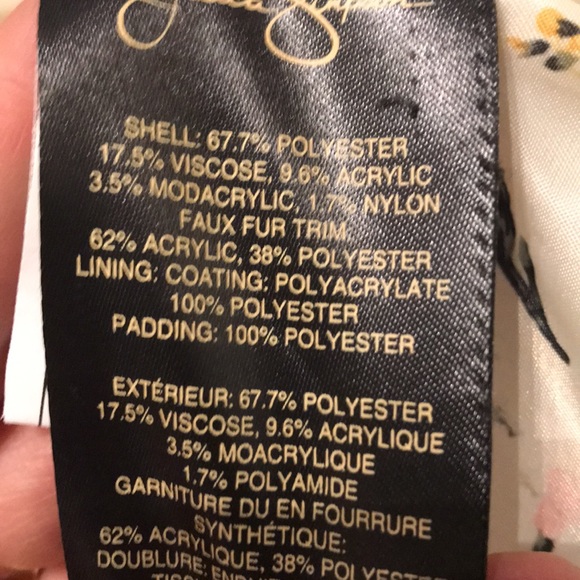 Jessica Simpson
SHELL: 67.7% POLYESTER
17.5% VISCOSE, 9.6% ACRYLIC
3.5% MODACRYLIC, 1.7% NYLON
FAUX FUR TRIM
62% ACRYLIC, 38% POLYESTER
LINING: COATING: POLYACRYLATE
100% POLYESTER
PADDING: 100% POLYESTER
EXTÉRIEUR: 67.7% POLYESTER
17.5% VISCOSE, 9.6% ACRYLIQUE
3.5% MOACRYLIQUE
1.7% POLYAMIDE
GARNITURE DU EN FOURRURE
SYNTHÉTIQUE:
62% ACRYLIQUE, 38% POLYESTER
DOUBLURE: